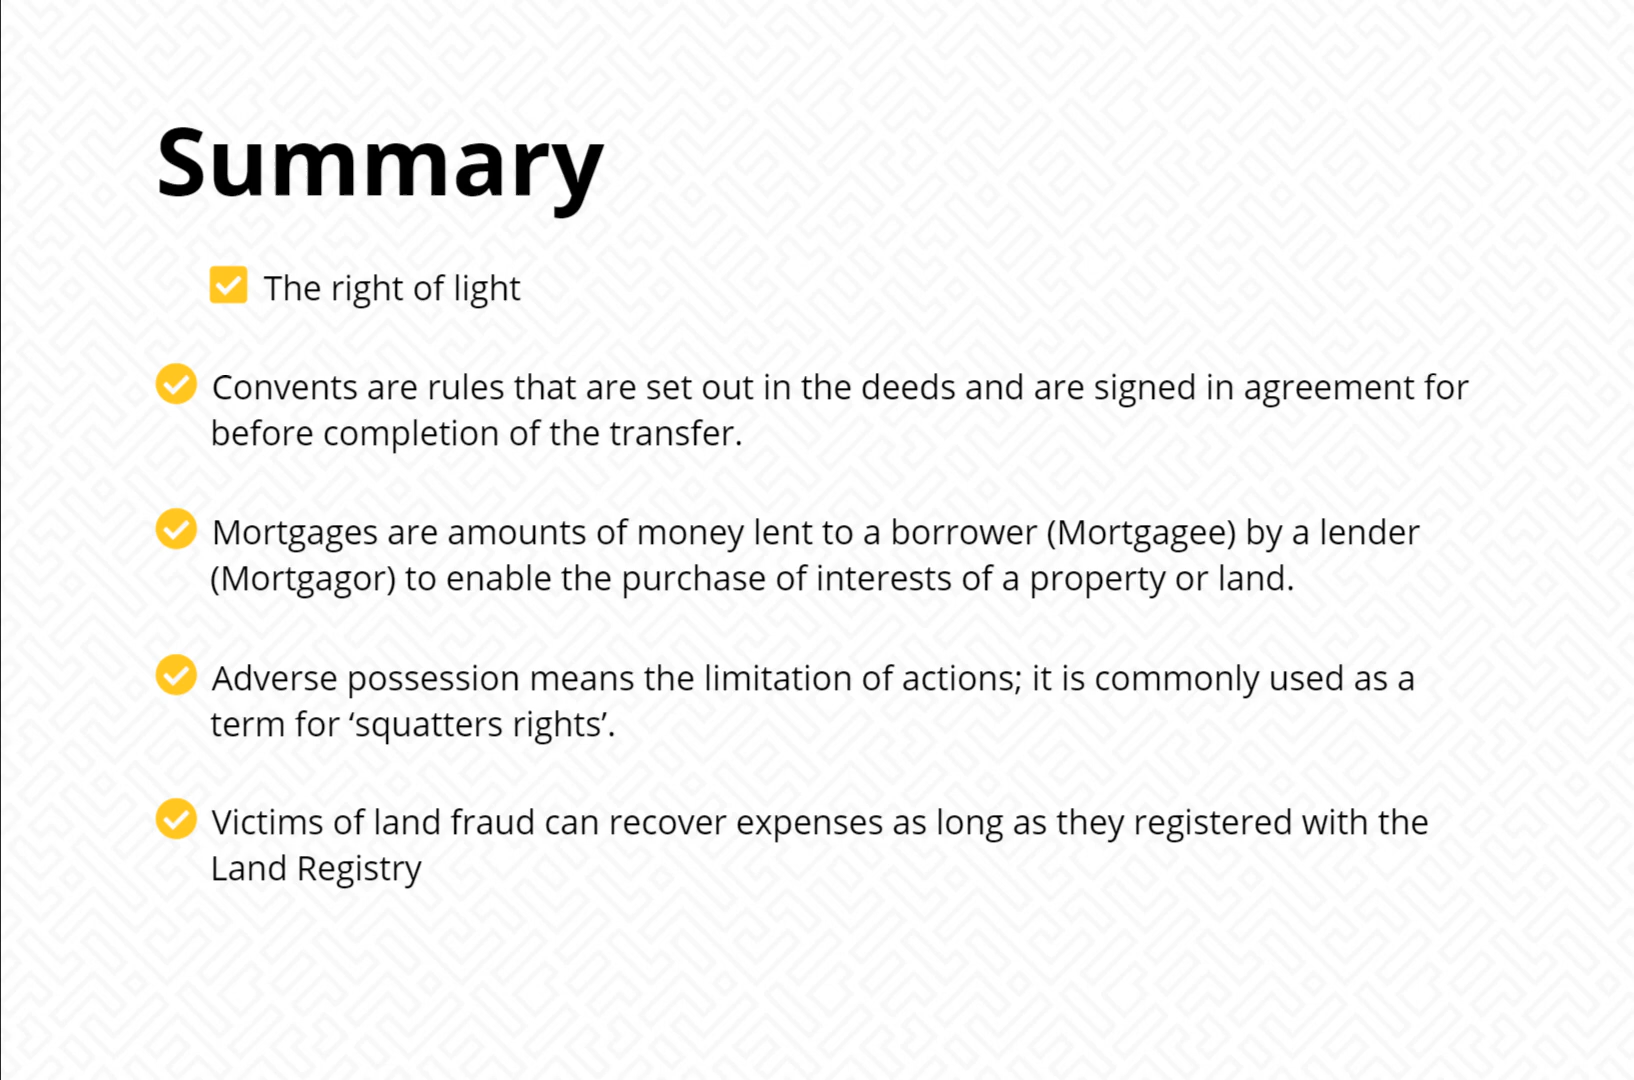 Summary
The right of light
Convents are rules that are set out in the deeds and are signed in agreement for
before completion of the transfer.
Mortgages are amounts of money lent to a borrower (Mortgagee) by a lender
(Mortgagor) to enable the purchase of interests of a property or land.
Adverse possession means the limitation of actions; it is commonly used as a
term for ‘squatters rights’.
Victims of land fraud can recover expenses as long as they registered with the
Land Registry